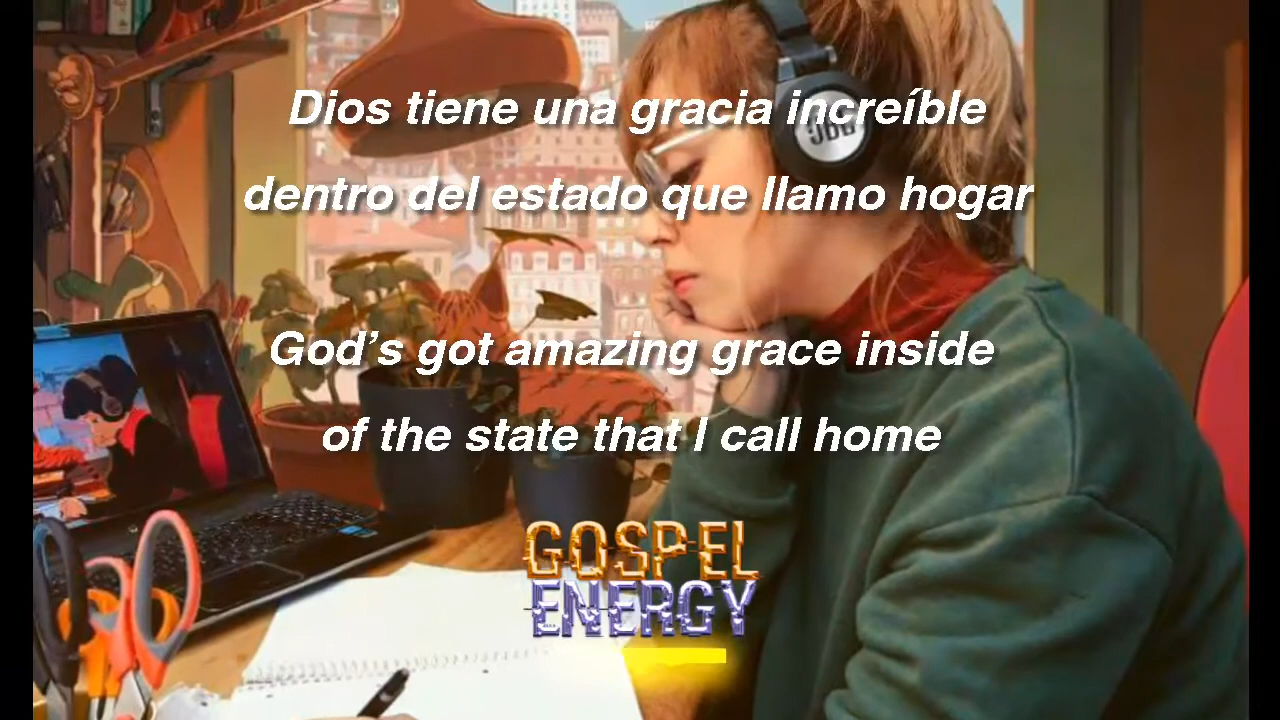 Dios tiene una gracia increíble
dentro del estado que llamo hogar
God’s got amazing grace inside
of the state that I call home
GOSPEL
ENERGY
JBL